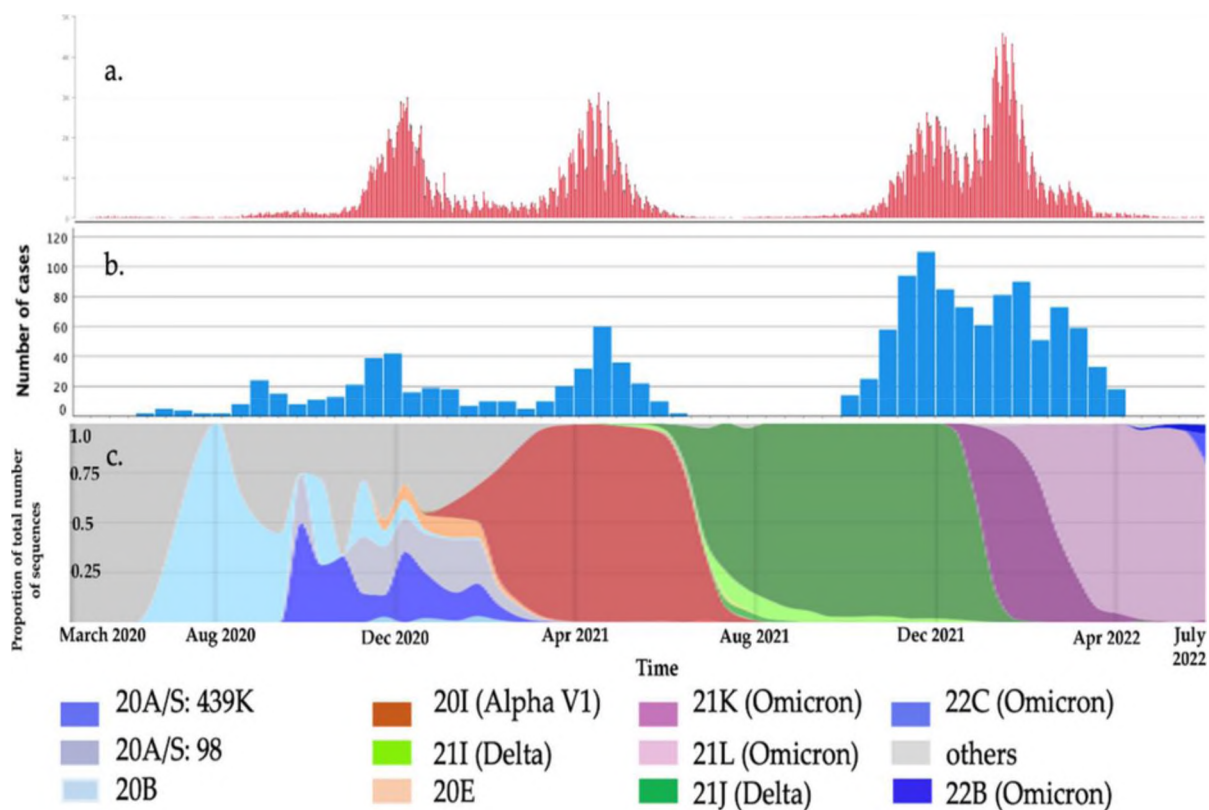 a.
Number of cases
120
100
80
60
40
20
0
b.
Proportion of total number
of sequences
1.0
0.75
0.5
0.25
c.
March 2020 Aug 2020 Dec 2020 Apr 2021 Aug 2021 Dec 2021 Apr 2022 July
2022
Time
20A/S: 439K 20I (Alpha V1) 21K (Omicron) 22C (Omicron)
20A/S: 98 21I (Delta) 21L (Omicron) others
20B 20E 21J (Delta) 22B (Omicron)